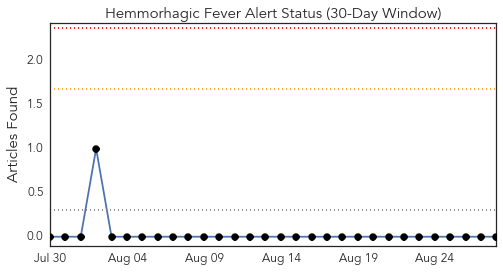 Hemmorhagic Fever Alert Status (30-Day Window)
Articles Found
2.0
1.5
1.0
0.5
0.0
Jul 30 Aug 04 Aug 09 Aug 14 Aug 19 Aug 24